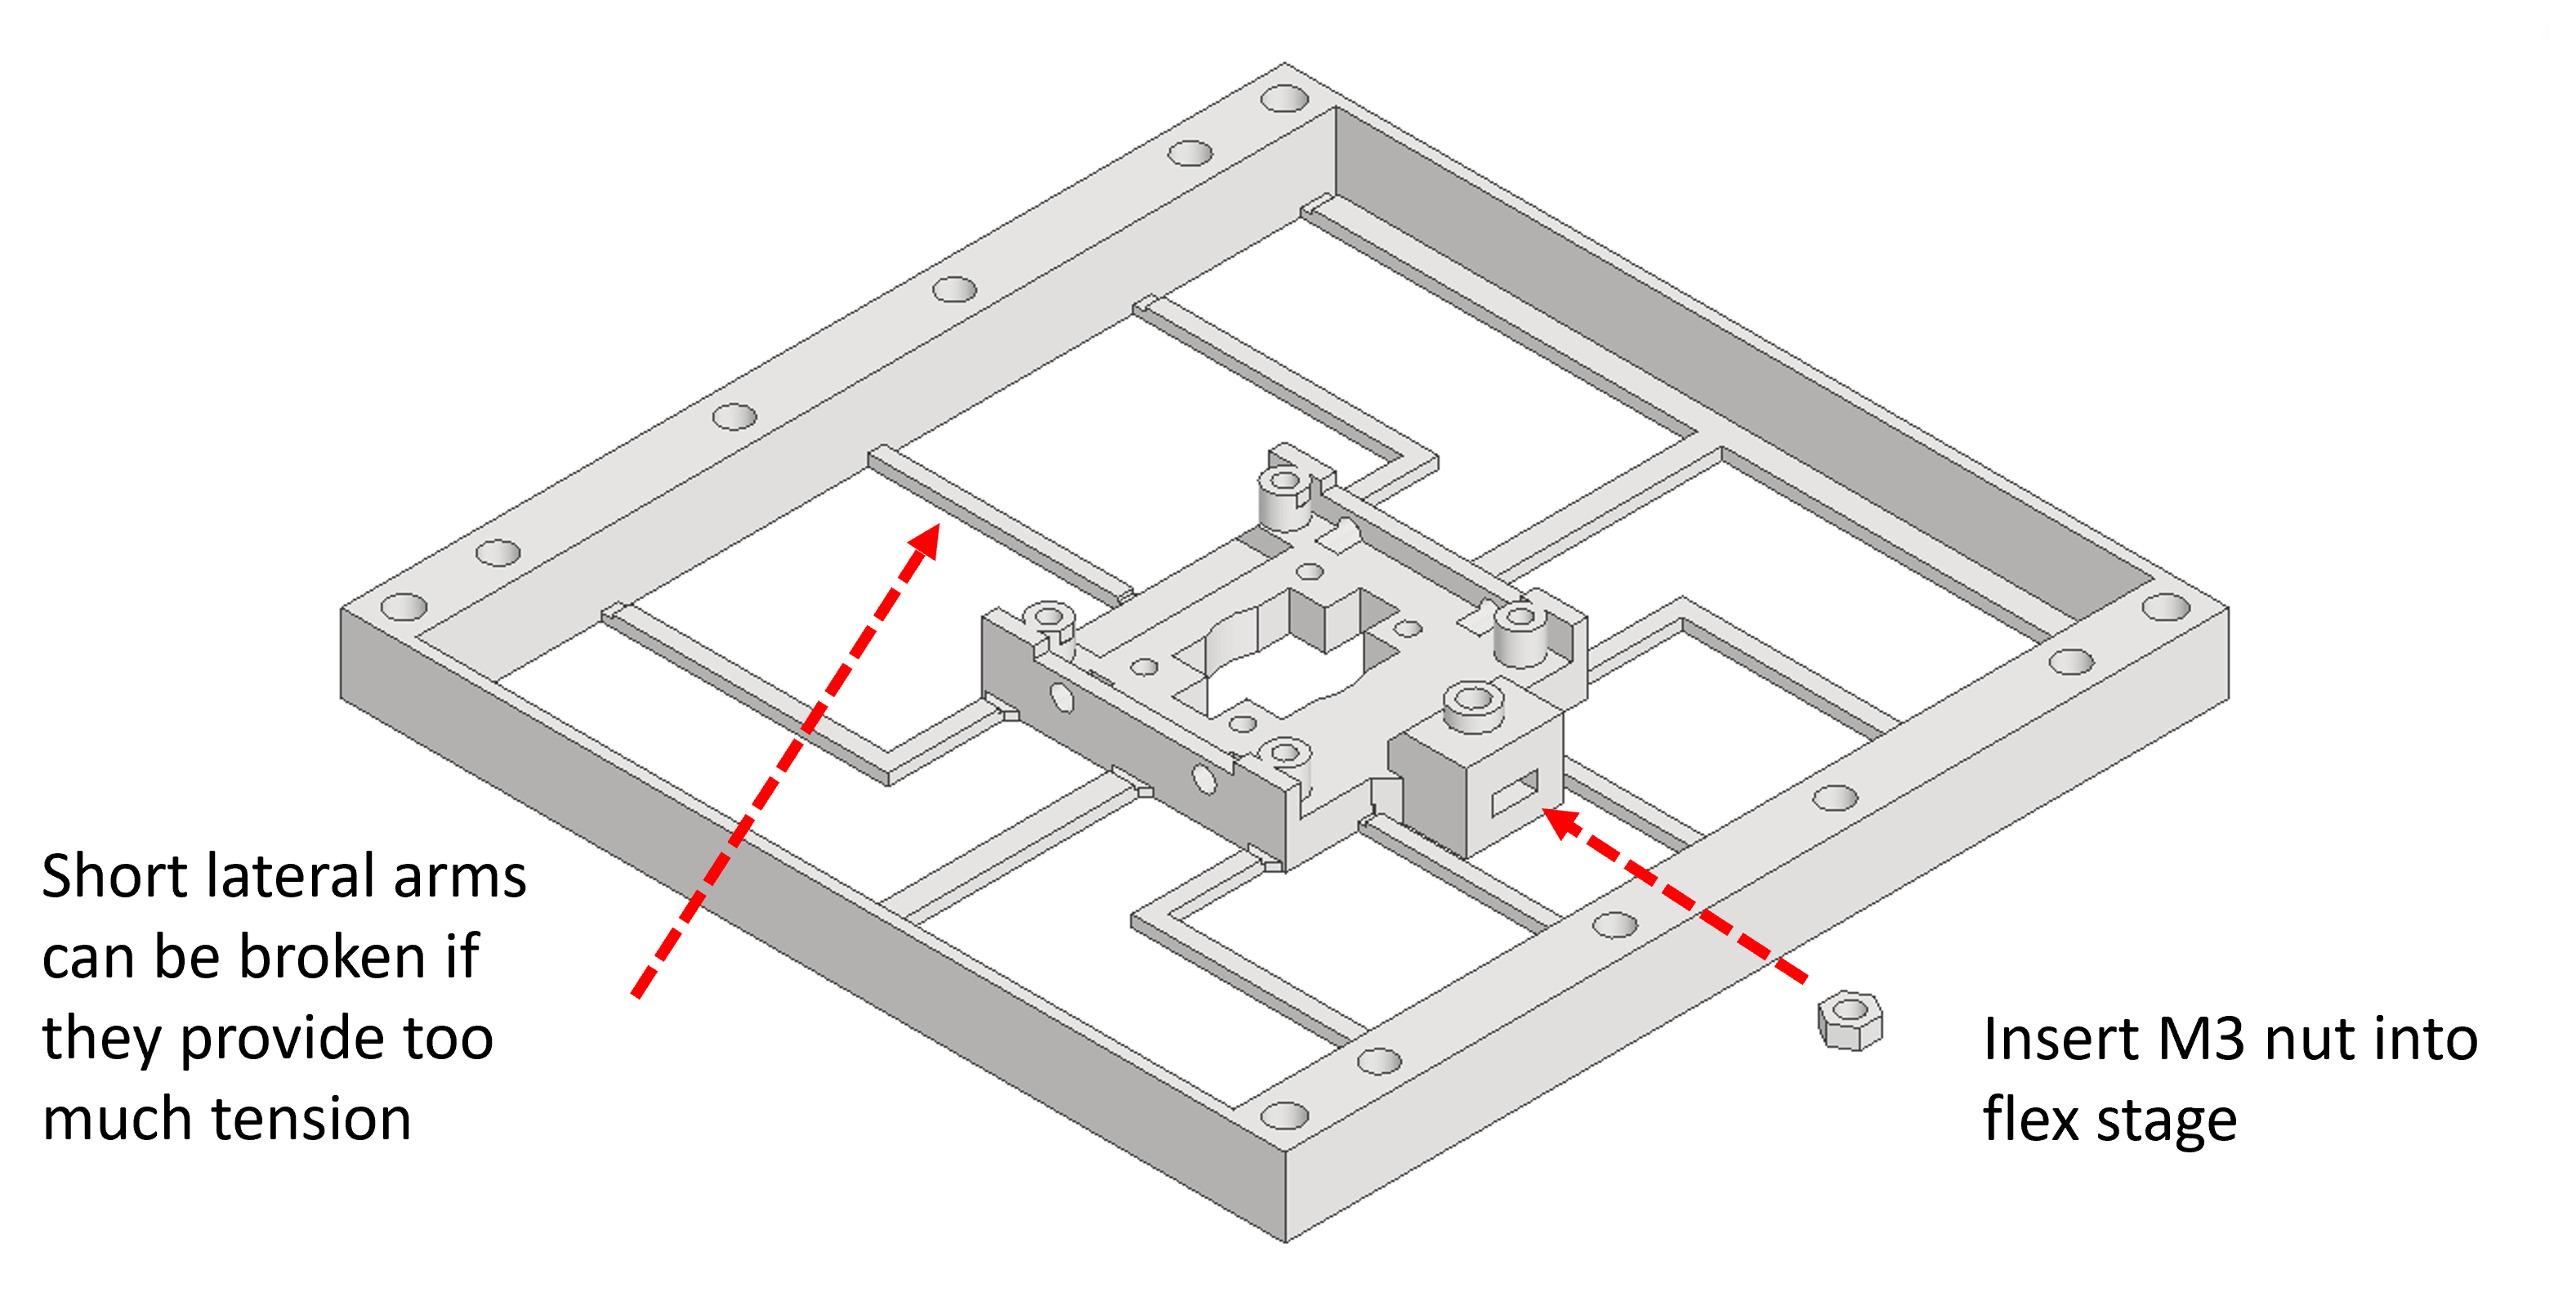 Short lateral arms
can be broken if
they provide too
much tension
Insert M3 nut into
flex stage